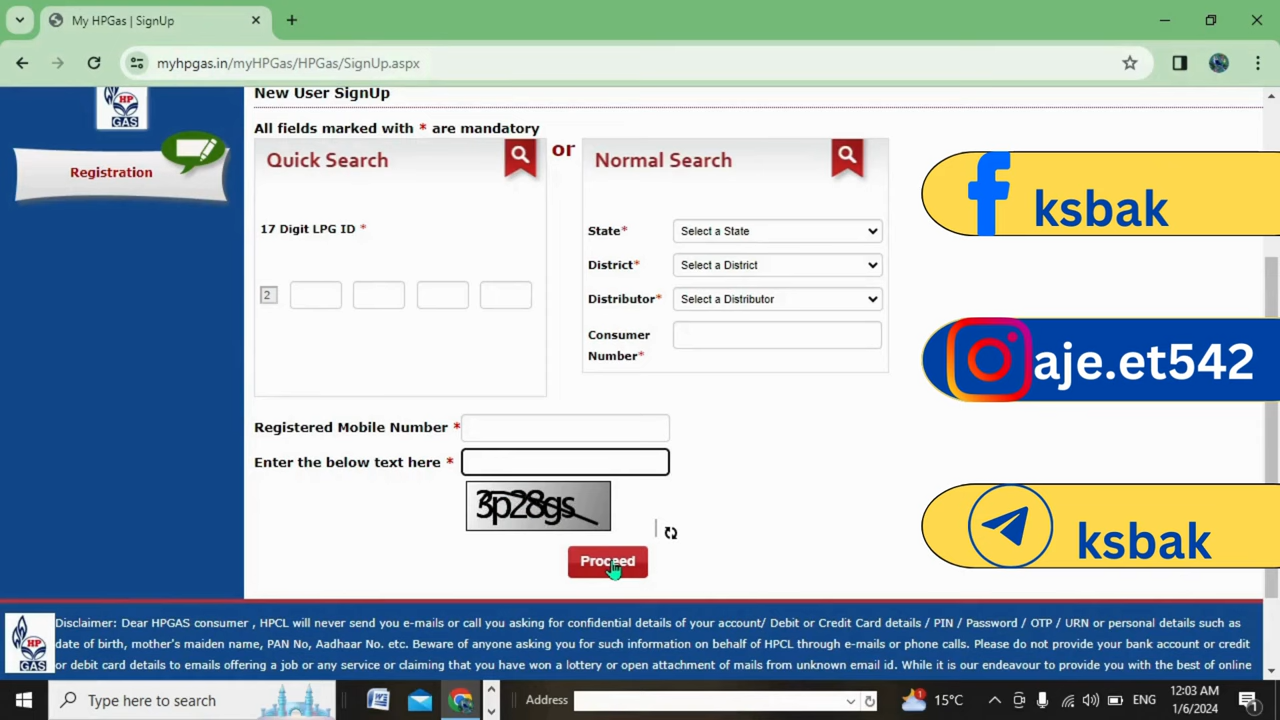 My HPGas | SignUp
myhpgas.in/myHPGas/HPGas/SignUp.aspx
HP
GAS
Registration
New User SignUp
All fields marked with * are mandatory
Quick Search
or
Normal Search
17 Digit LPG ID *
2
State* Select a State
District* Select a District
Distributor* Select a Distributor
Consumer
Number*
Registered Mobile Number *
Enter the below text here *
3p28gs
Proceed
ksbak
aje.et542
ksbak
HP
GAS
Disclaimer: Dear HPGAS consumer , HPCL will never send you e-mails or call you asking for confidential details of your account/ Debit or Credit Card details / PIN / Password / OTP / URN or personal details such as
date of birth, mother's maiden name, PAN No, Aadhaar No. etc. Beware of anyone asking you for such information on behalf of HPCL through e-mails or phone calls. Please do not provide your bank account or credit
or debit card details to emails offering a job or any service or claiming that you have won a lottery or open attachment of mails from unknown email id. While it is our endeavour to provide you with the best of online
Type here to search
Address
1
15°C
ENG
12:03 AM
1/6/2024
1